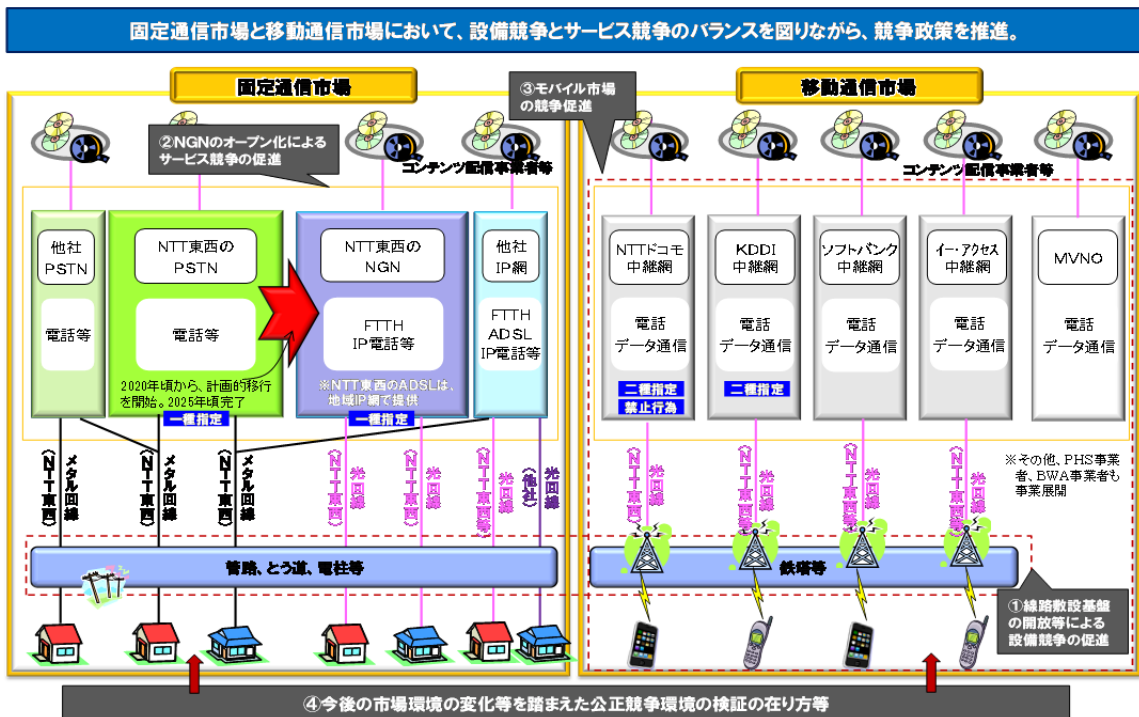 固定通信市場と移動通信市場において、設備競争とサービス競争のバランスを図りながら、競争政策を推進。
固定通信市場
③モバイル市場
の競争促進
移動通信市場
②NGNのオープン化による
サービス競争の促進
コンテンツ配信事業者等
コンテンツ配信事業者等
他社
PSTN
電話等
NTT東西の
PSTN
電話等
2020年頃から、計画的移行
を開始。2025年頃完了
一種指定
NTT東西の
NGN
FTTH
IP電話等
※NTT東西のADSLは、
地域IP網で提供
一種指定
他社
IP網
FTTH
ADSL
IP電話等
NTTドコモ
中継網
電話
データ通信
二種指定
禁止行為
KDDI
中継網
電話
データ通信
二種指定
ソフトバンク
中継網
電話
データ通信
イー・アクセス
中継網
電話
データ通信
MVNO
電話
データ通信
メタル回線
(NTT東西)
メタル回線
(NTT東西)
メタル回線
(NTT東西)
光回線
(NTT東西)
光回線
(NTT東西)
光回線
(NTT東西等)
光回線
(他社)
光回線
(NTT東西等)
光回線
(NTT東西等)
光回線
(NTT東西等)
光回線
(NTT東西等)
※その他、PHS事業
者、BWA事業者も
事業展開
管路、とう道、電柱等
鉄塔等
①線路敷設基盤
の開放等による
設備競争の促進
④今後の市場環境の変化等を踏まえた公正競争環境の検証の在り方等